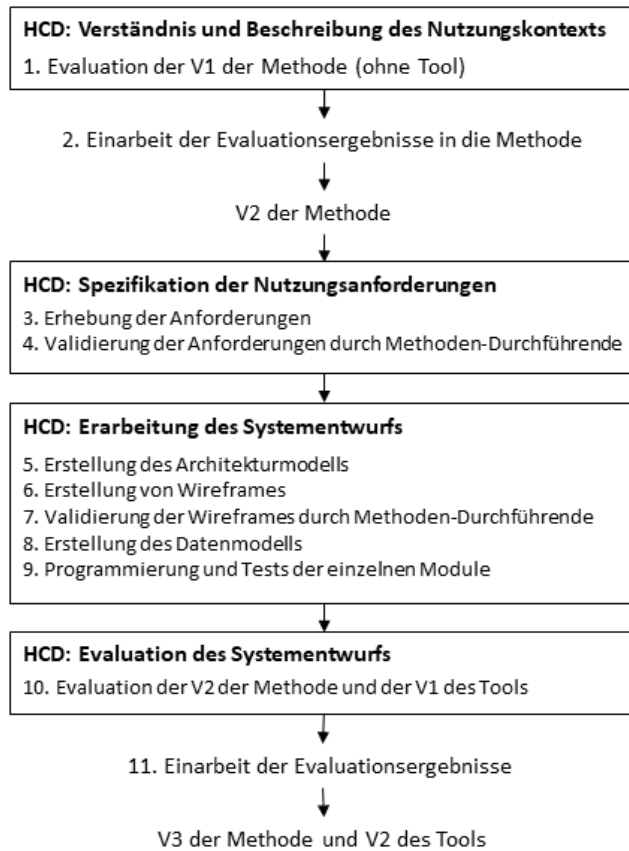 HCD: Verständnis und Beschreibung des Nutzungskontexts
1. Evaluation der V1 der Methode (ohne Tool)
2. Einarbeit der Evaluationsergebnisse in die Methode
V2 der Methode
HCD: Spezifikation der Nutzungsanforderungen
3. Erhebung der Anforderungen
4. Validierung der Anforderungen durch Methoden-Durchführende
HCD: Erarbeitung des Systementwurfs
5. Erstellung des Architekturmodells
6. Erstellung von Wireframes
7. Validierung der Wireframes durch Methoden-Durchführende
8. Erstellung des Datenmodells
9. Programmierung und Tests der einzelnen Module
HCD: Evaluation des Systementwurfs
10. Evaluation der V2 der Methode und der V1 des Tools
11. Einarbeit der Evaluationsergebnisse
V3 der Methode und V2 des Tools